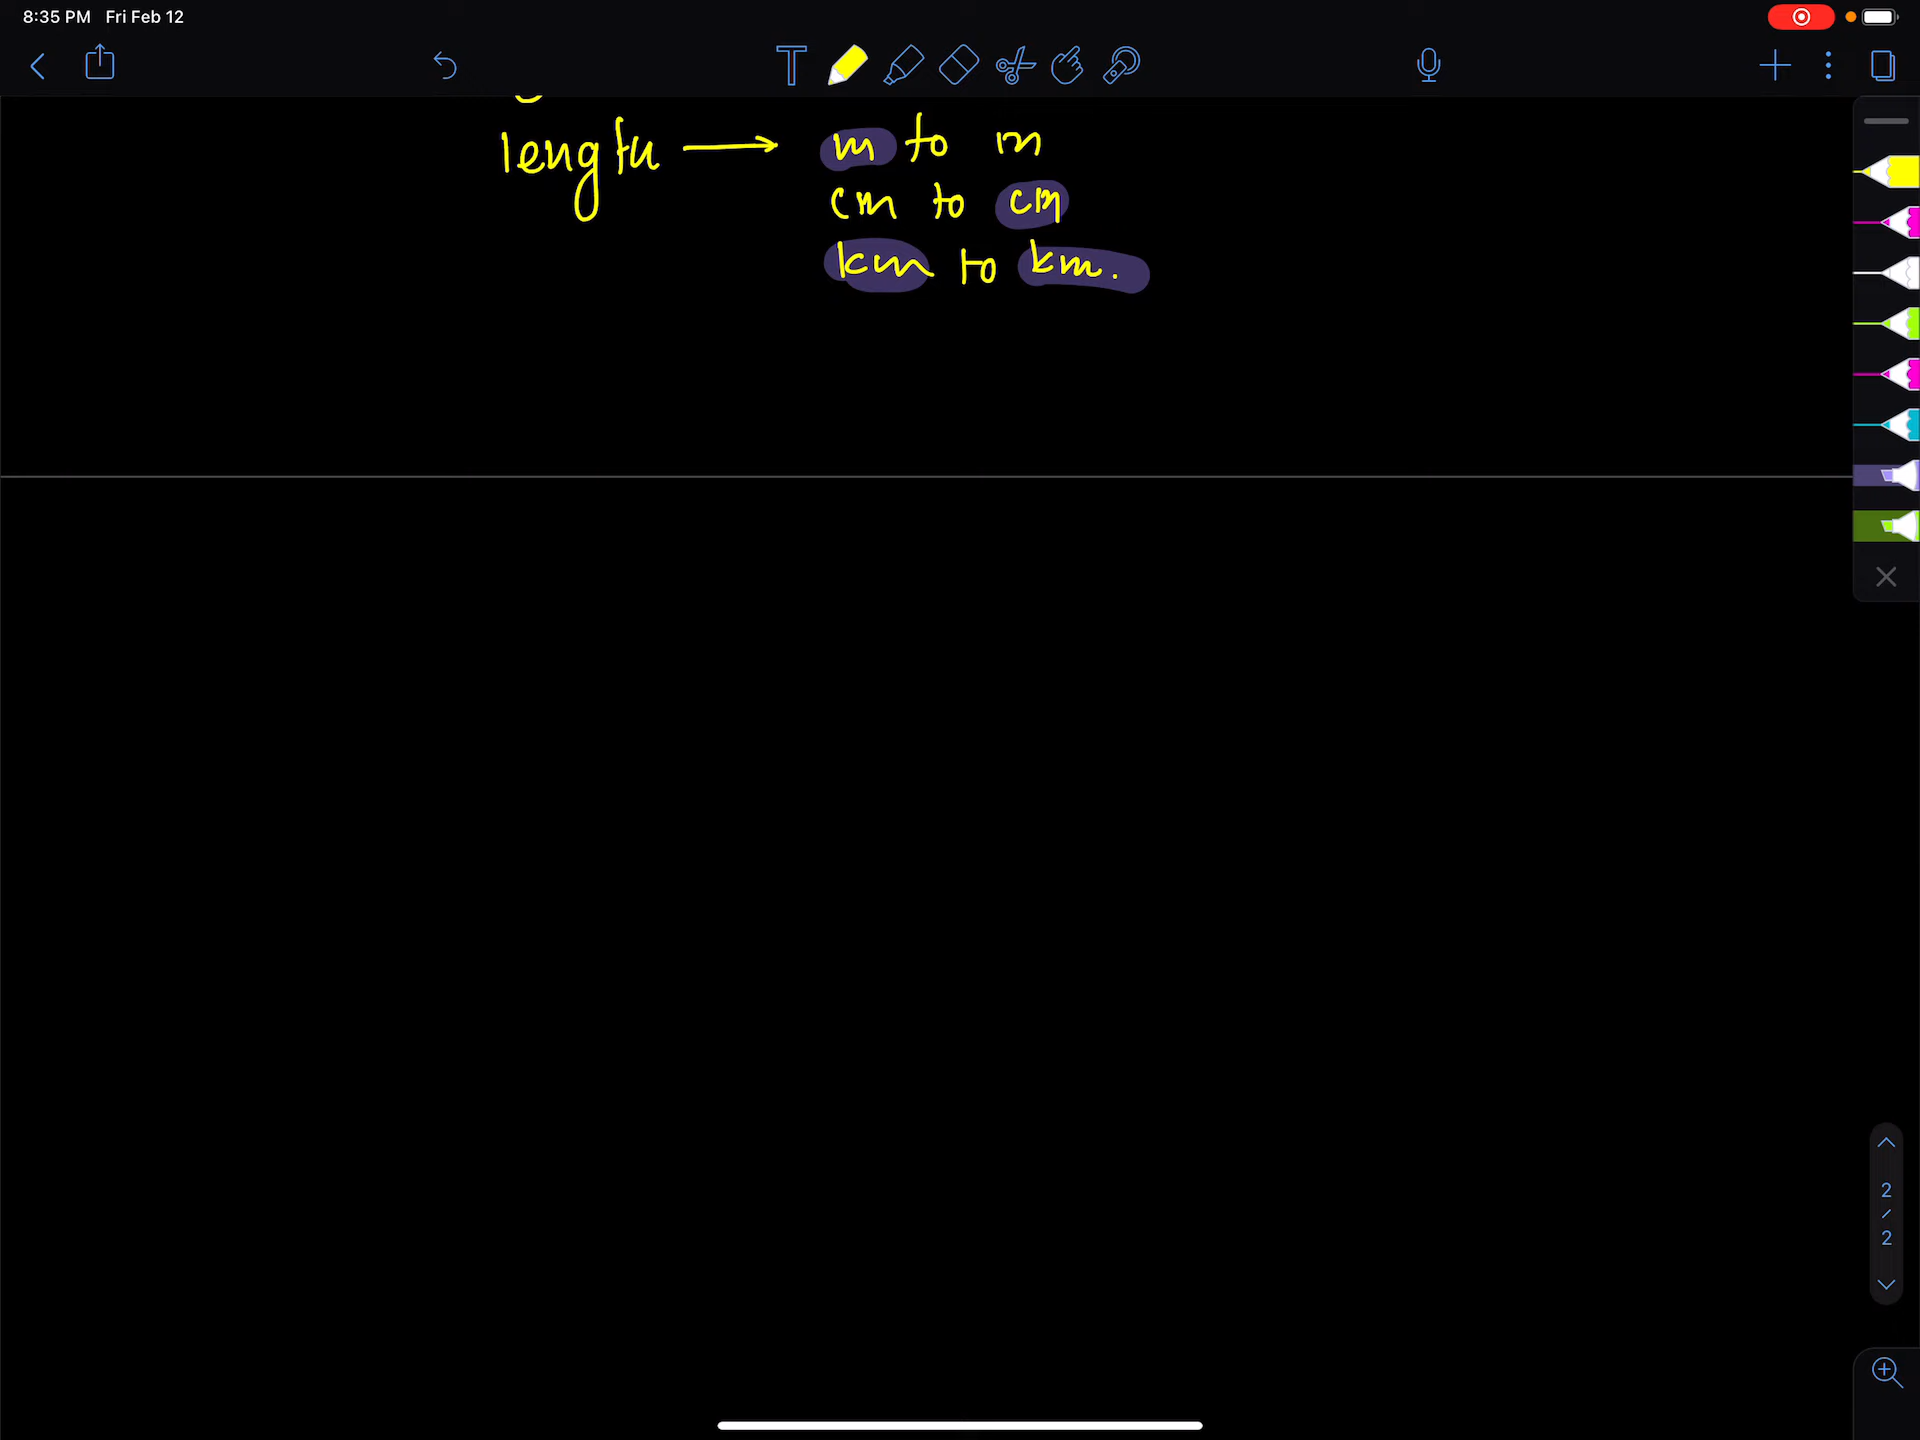 8:35 PM Fri Feb 12
length → m to m
cm to cm
km to km.
2
/
2